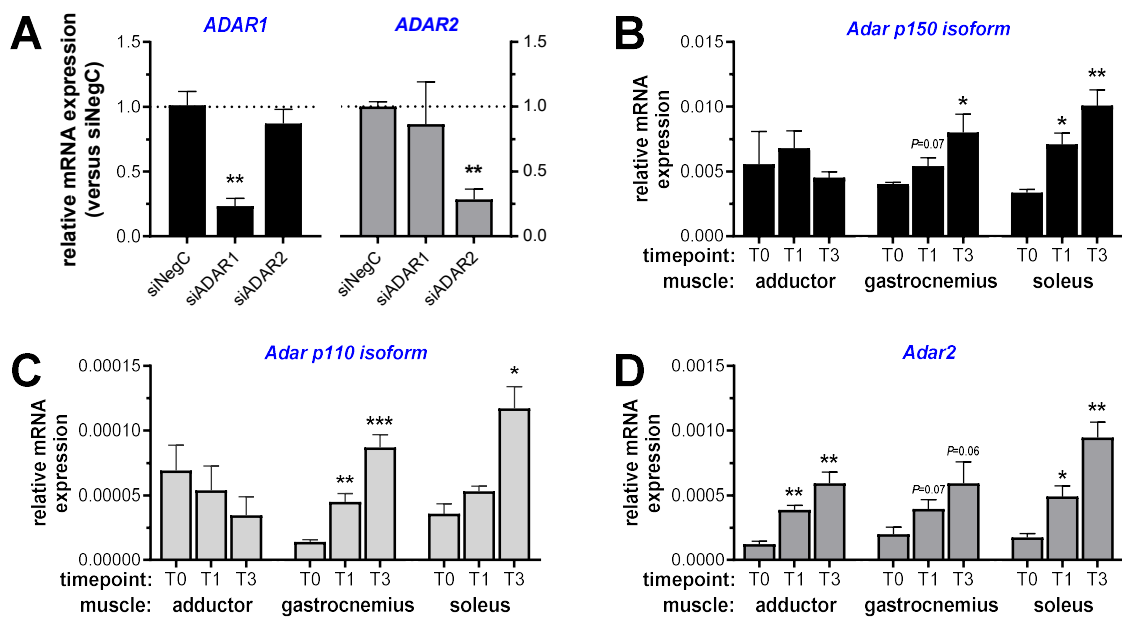 A
ADAR1
ADAR2
relative mRNA expression
(versus siNegC)
1.5
1.0
0.5
0.0
**
**
1.5
1.0
0.5
0.0
siNegC
siADAR1
siADAR2
siNegC
siADAR1
siADAR2
B
Adar p150 isoform
relative mRNA
expression
0.015
0.010
0.005
0.000
P=0.07
*
*
**
timepoint: T0 T1 T3 T0 T1 T3 T0 T1 T3
muscle: adductor gastrocnemius soleus
C
Adar p110 isoform
relative mRNA
expression
0.00015
0.00010
0.00005
0.00000
**
***
*
timepoint: T0 T1 T3 T0 T1 T3 T0 T1 T3
muscle: adductor gastrocnemius soleus
D
Adar2
relative mRNA
expression
0.0015
0.0010
0.0005
0.0000
**
**
P=0.07
P=0.06
*
**
timepoint: T0 T1 T3 T0 T1 T3 T0 T1 T3
muscle: adductor gastrocnemius soleus